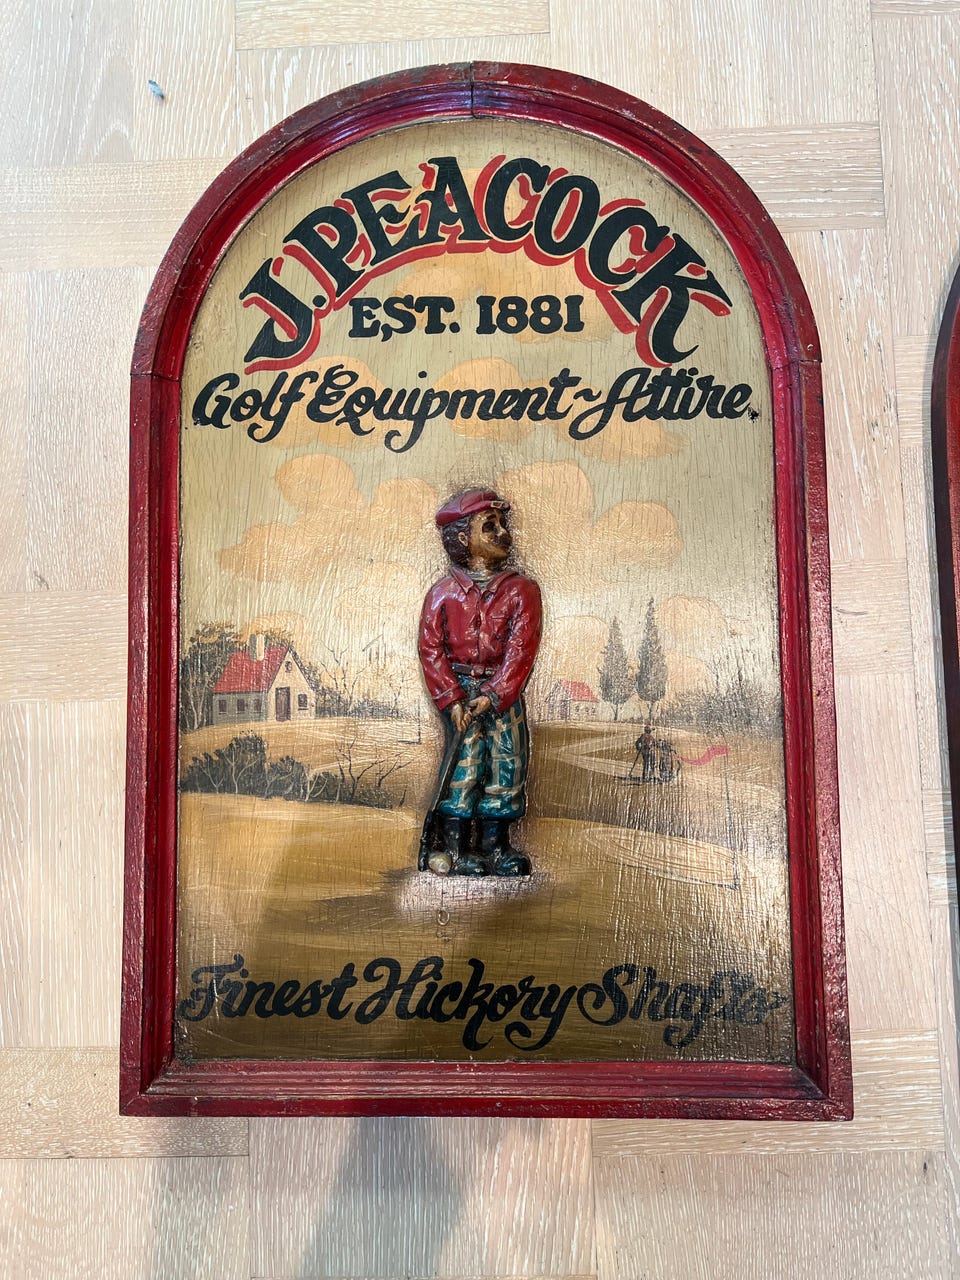 J. PEACOCK
EST. 1881
Golf Equipment~Attire
Finest Hickory Shafts